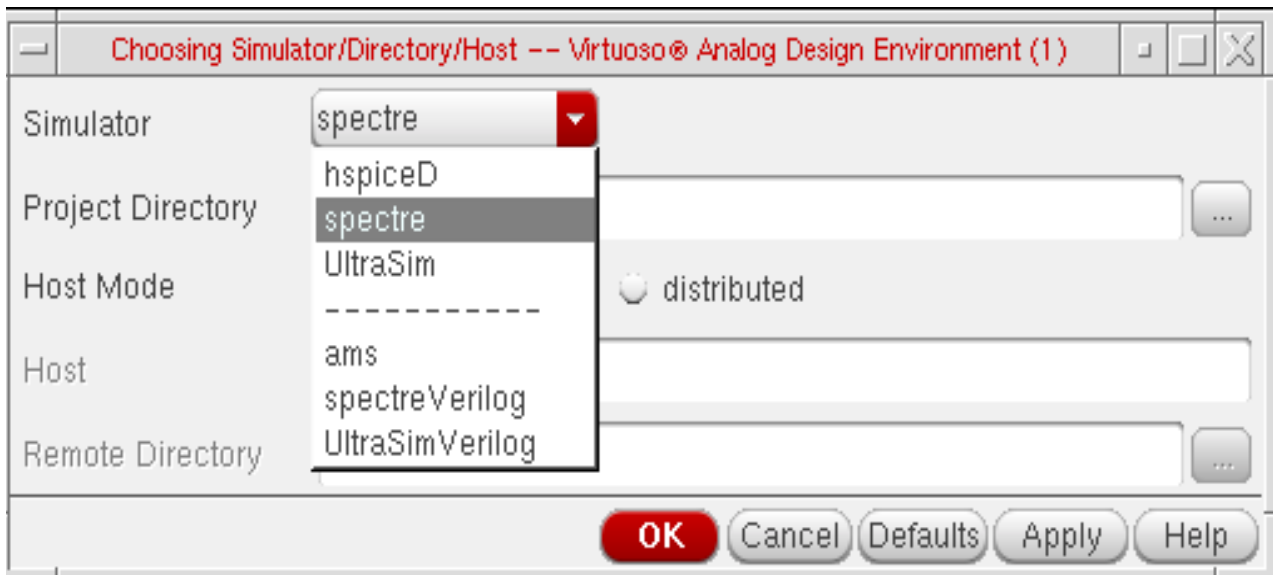 Choosing Simulator/Directory/Host -- Virtuoso® Analog Design Environment (1)
Simulator spectre
hspiceD
Project Directory spectre ...
UltraSim
Host Mode distributed
-----------
ams
Host
spectreVerilog
UltraSimVerilog
Remote Directory ...
OK Cancel Defaults Apply Help